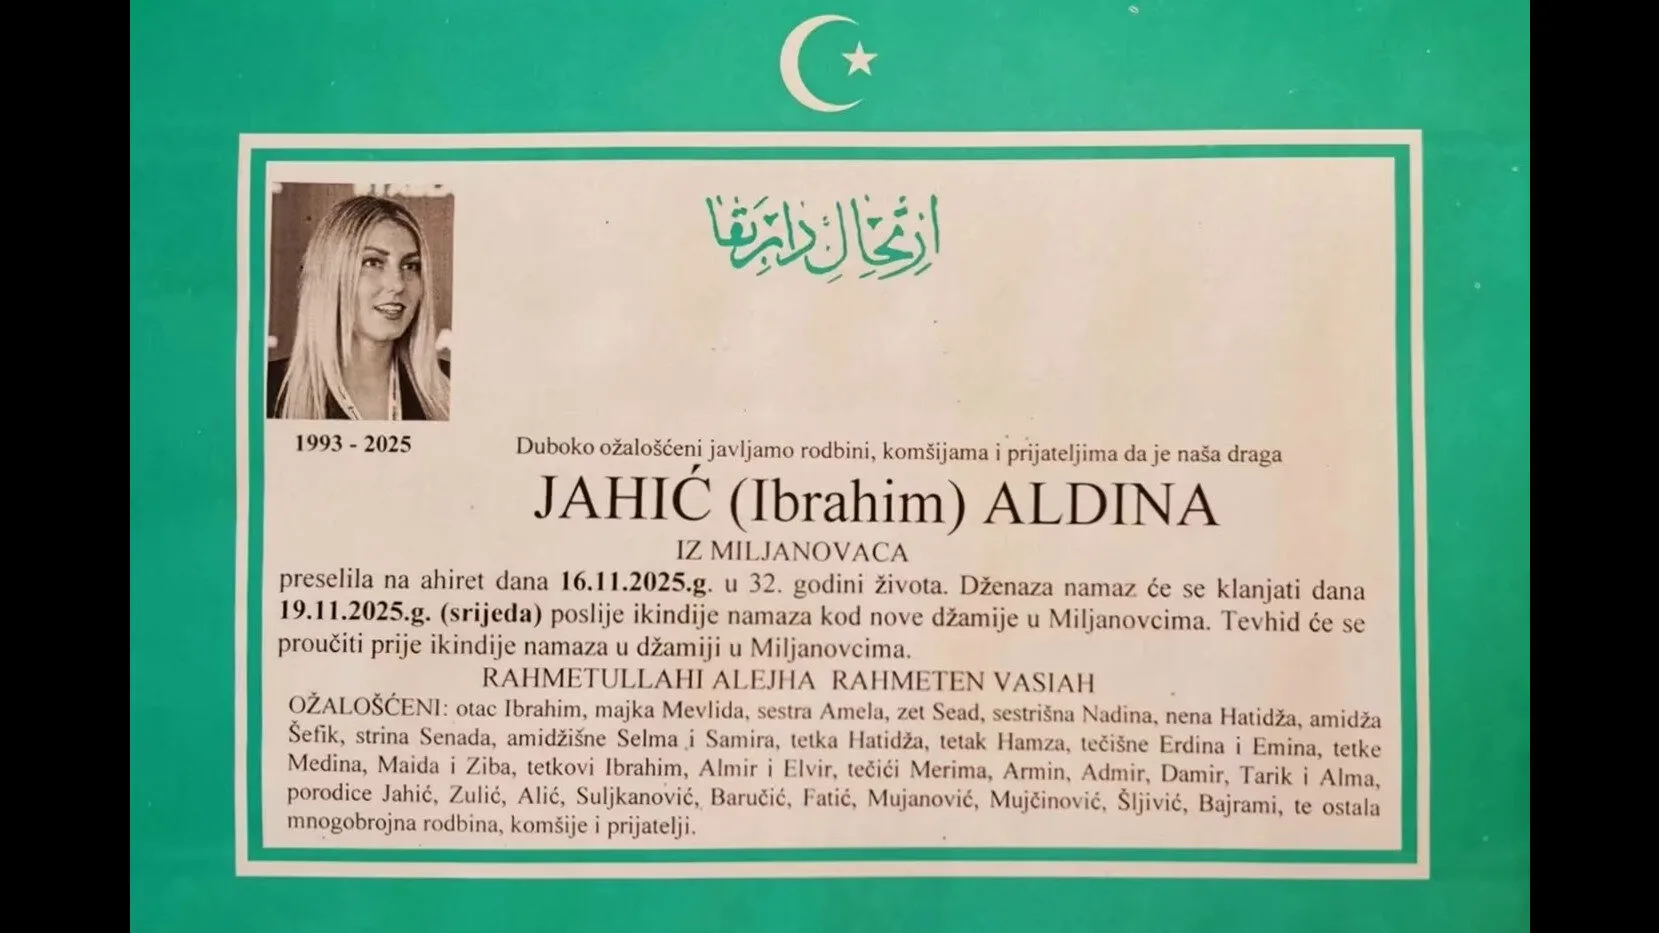 ارتحال دار بقا
1993 - 2025
Duboko ožalošćeni javljamo rodbini, komšijama i prijateljima da je naša draga
JAHIĆ (Ibrahim) ALDINA
IZ MILJANOVACA
preselila na ahiret dana 16.11.2025.g. u 32. godini života. Dženaza namaz će se klanjati dana
19.11.2025.g. (srijeda) poslije ikindije namaza kod nove džamije u Miljanovcima. Tevhid će se
proučiti prije ikindije namaza u džamiji u Miljanovcima.
RAHMETULLAHI ALEJHA RAHMETEN VASIAH
OŽALOŠĆENI: otac Ibrahim, majka Mevlida, sestra Amela, zet Sead, sestrišna Nadina, nena Hatidža, amidža
Šefik, strina Senada, amidžišne Selma i Samira, tetka Hatidža, tetak Hamza, tečišne Erdina i Emina, tetke
Medina, Maida i Ziba, tetkovi Ibrahim, Almir i Elvir, tečići Merima, Armin, Admir, Damir, Tarik i Alma,
porodice Jahić, Zulić, Alić, Suljkanović, Baručić, Fatić, Mujanović, Mujčinović, Šljivić, Bajrami, te ostala
mnogobrojna rodbina, komšije i prijatelji.